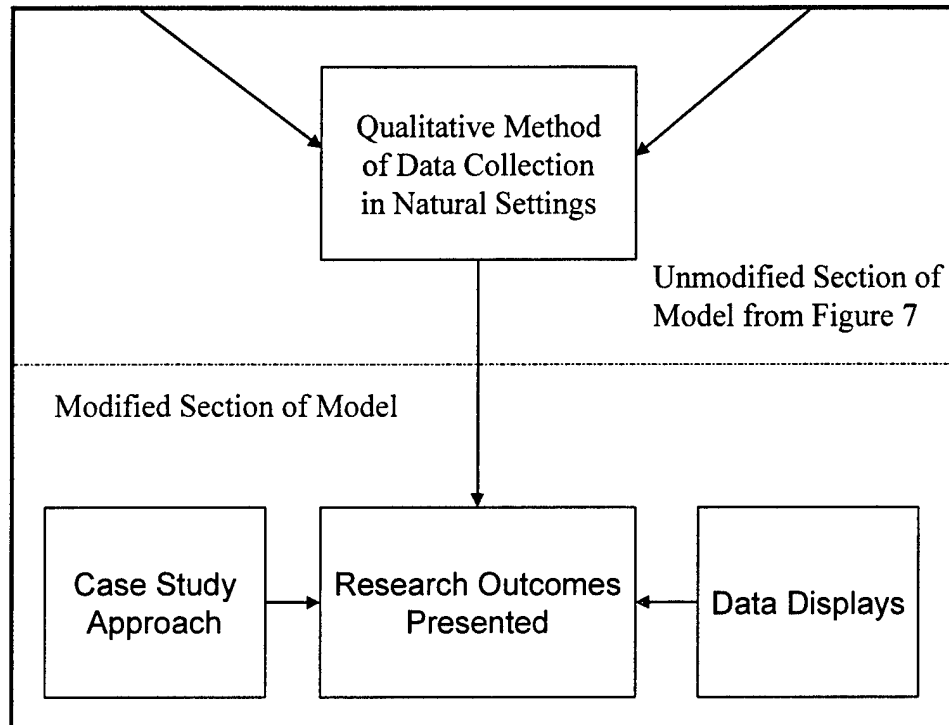 Qualitative Method
of Data Collection
in Natural Settings
Unmodified Section of
Model from Figure 7
Modified Section of Model
Case Study
Approach
Research Outcomes
Presented
Data Displays